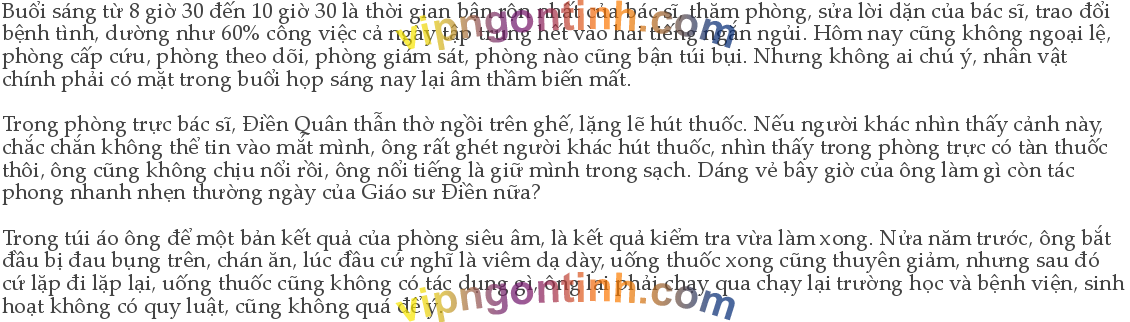 Buổi sáng từ 8 giờ 30 đến 10 giờ 30 là thời gian bận rộn nhất của bác sĩ, thăm phòng, sửa lời dặn của bác sĩ, trao đổi
bệnh tình, dường như 60% công việc cả ngày tập trung hết vào hai tiếng ngắn ngủi. Hôm nay cũng không ngoại lệ,
phòng cấp cứu, phòng theo dõi, phòng giám sát, phòng nào cũng bận túi bụi. Nhưng không ai chú ý, nhân vật
chính phải có mặt trong buổi họp sáng nay lại âm thầm biến mất.
Trong phòng trực bác sĩ, Điền Quân thẫn thờ ngồi trên ghế, lặng lẽ hút thuốc. Nếu người khác nhìn thấy cảnh này,
chắc chắn không thể tin vào mắt mình, ông rất ghét người khác hút thuốc, nhìn thấy trong phòng trực có tàn thuốc
thôi, ông cũng không chịu nổi rồi, ông nổi tiếng là giữ mình trong sạch. Dáng vẻ bây giờ của ông làm gì còn tác
phong nhanh nhẹn thường ngày của Giáo sư Điền nữa?
Trong túi áo ông để một bản kết quả của phòng siêu âm, là kết quả kiểm tra vừa làm xong. Nửa năm trước, ông bắt
đầu bị đau bụng trên, chán ăn, lúc đầu cứ nghĩ là viêm dạ dày, uống thuốc xong cũng thuyên giảm, nhưng sau đó
cứ lặp đi lặp lại, uống thuốc cũng không có tác dụng gì, ông lại phải chạy qua chạy lại trường học và bệnh viện, sinh
hoạt không có quy luật, cũng không quá để ý.
vipngontinh.com
vipngontinh.com